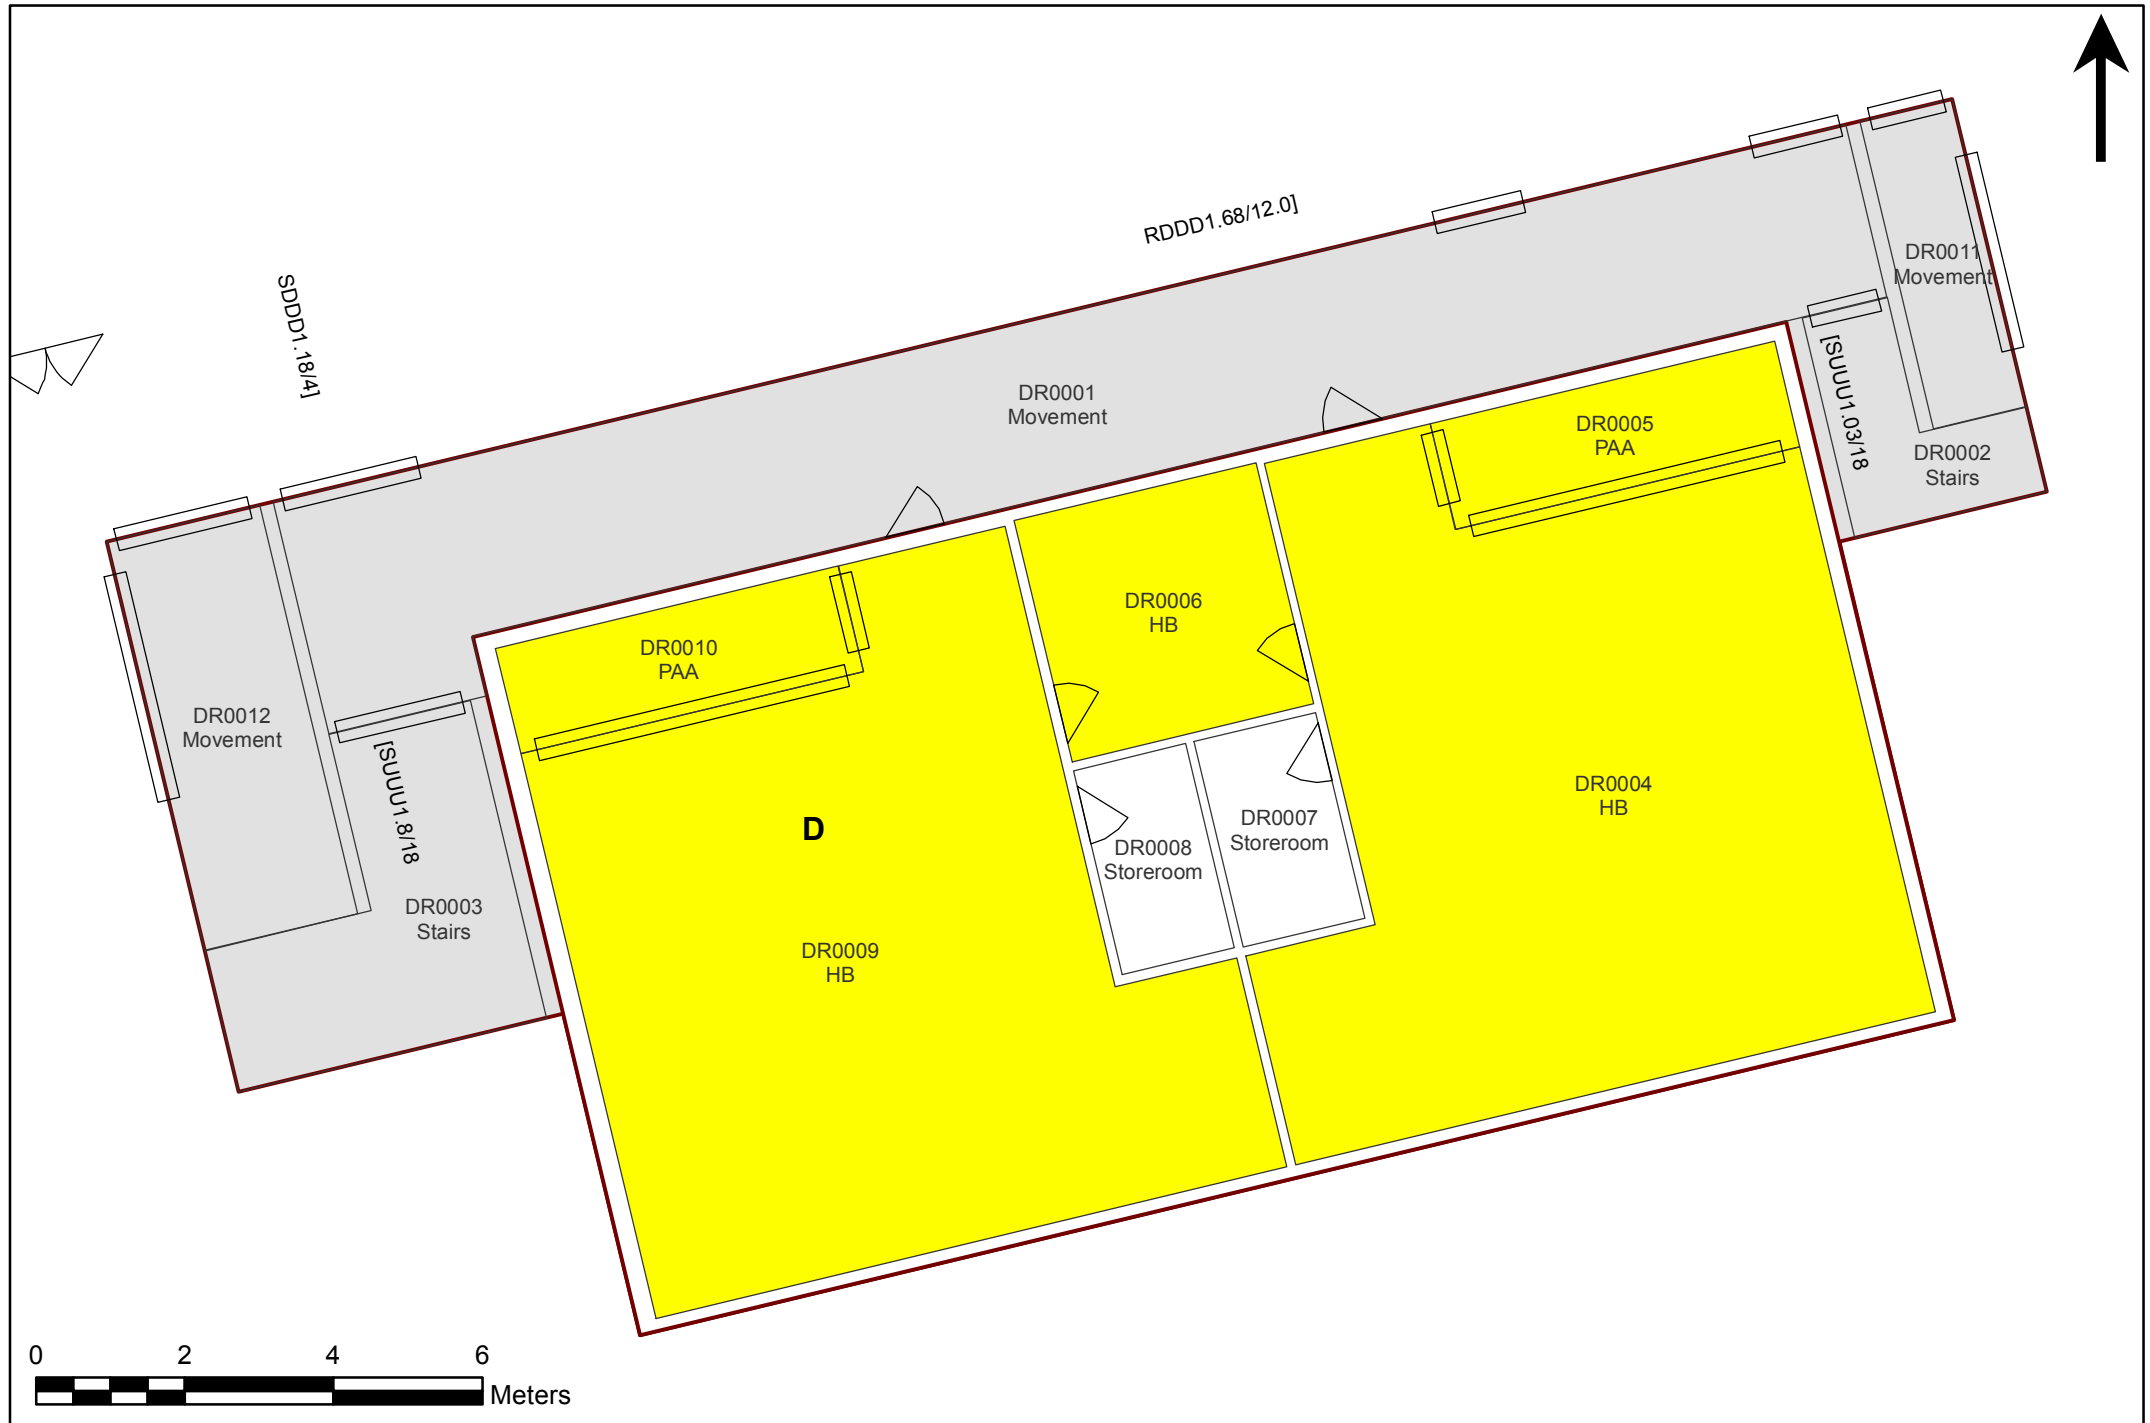 RDDD1.68/12.0]
DR0011
Movement
SDDD1.18/4]
DR0001
Movement
[SUUU1.03/18
DR0005
PAA
DR0002
Stairs
DR0006
HB
DR0010
PAA
DR0012
Movement
[SUUU1.8/18
DR0004
HB
D
DR0007
Storeroom
DR0008
Storeroom
DR0003
Stairs
DR0009
HB
0 2 4 6
Meters